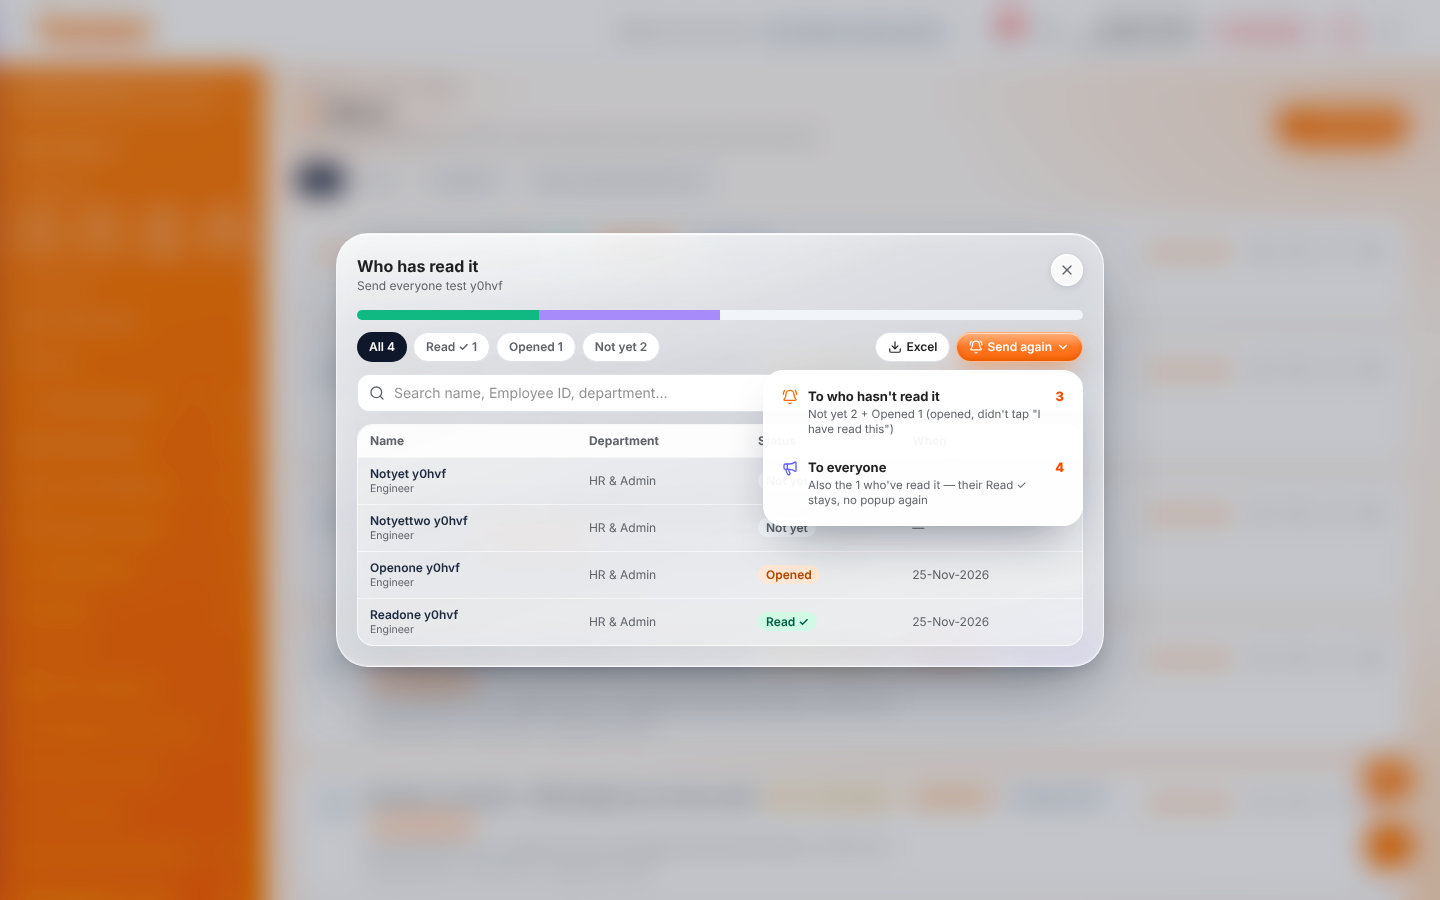 Who has read it
Send everyone test y0hvf
All 4
Read ✓ 1
Opened 1
Not yet 2
Excel
Send again
Search name, Employee ID, department...
To who hasn't read it
3
Not yet 2 + Opened 1 (opened, didn't tap "I
have read this")
To everyone
4
Also the 1 who've read it — their Read ✓
stays, no popup again
Name
Department
Status
When
Notyet y0hvf
Engineer
HR & Admin
Not yet
Notyettwo y0hvf
Engineer
HR & Admin
Not yet
—
Openone y0hvf
Engineer
HR & Admin
Opened
25-Nov-2026
Readone y0hvf
Engineer
HR & Admin
Read ✓
25-Nov-2026